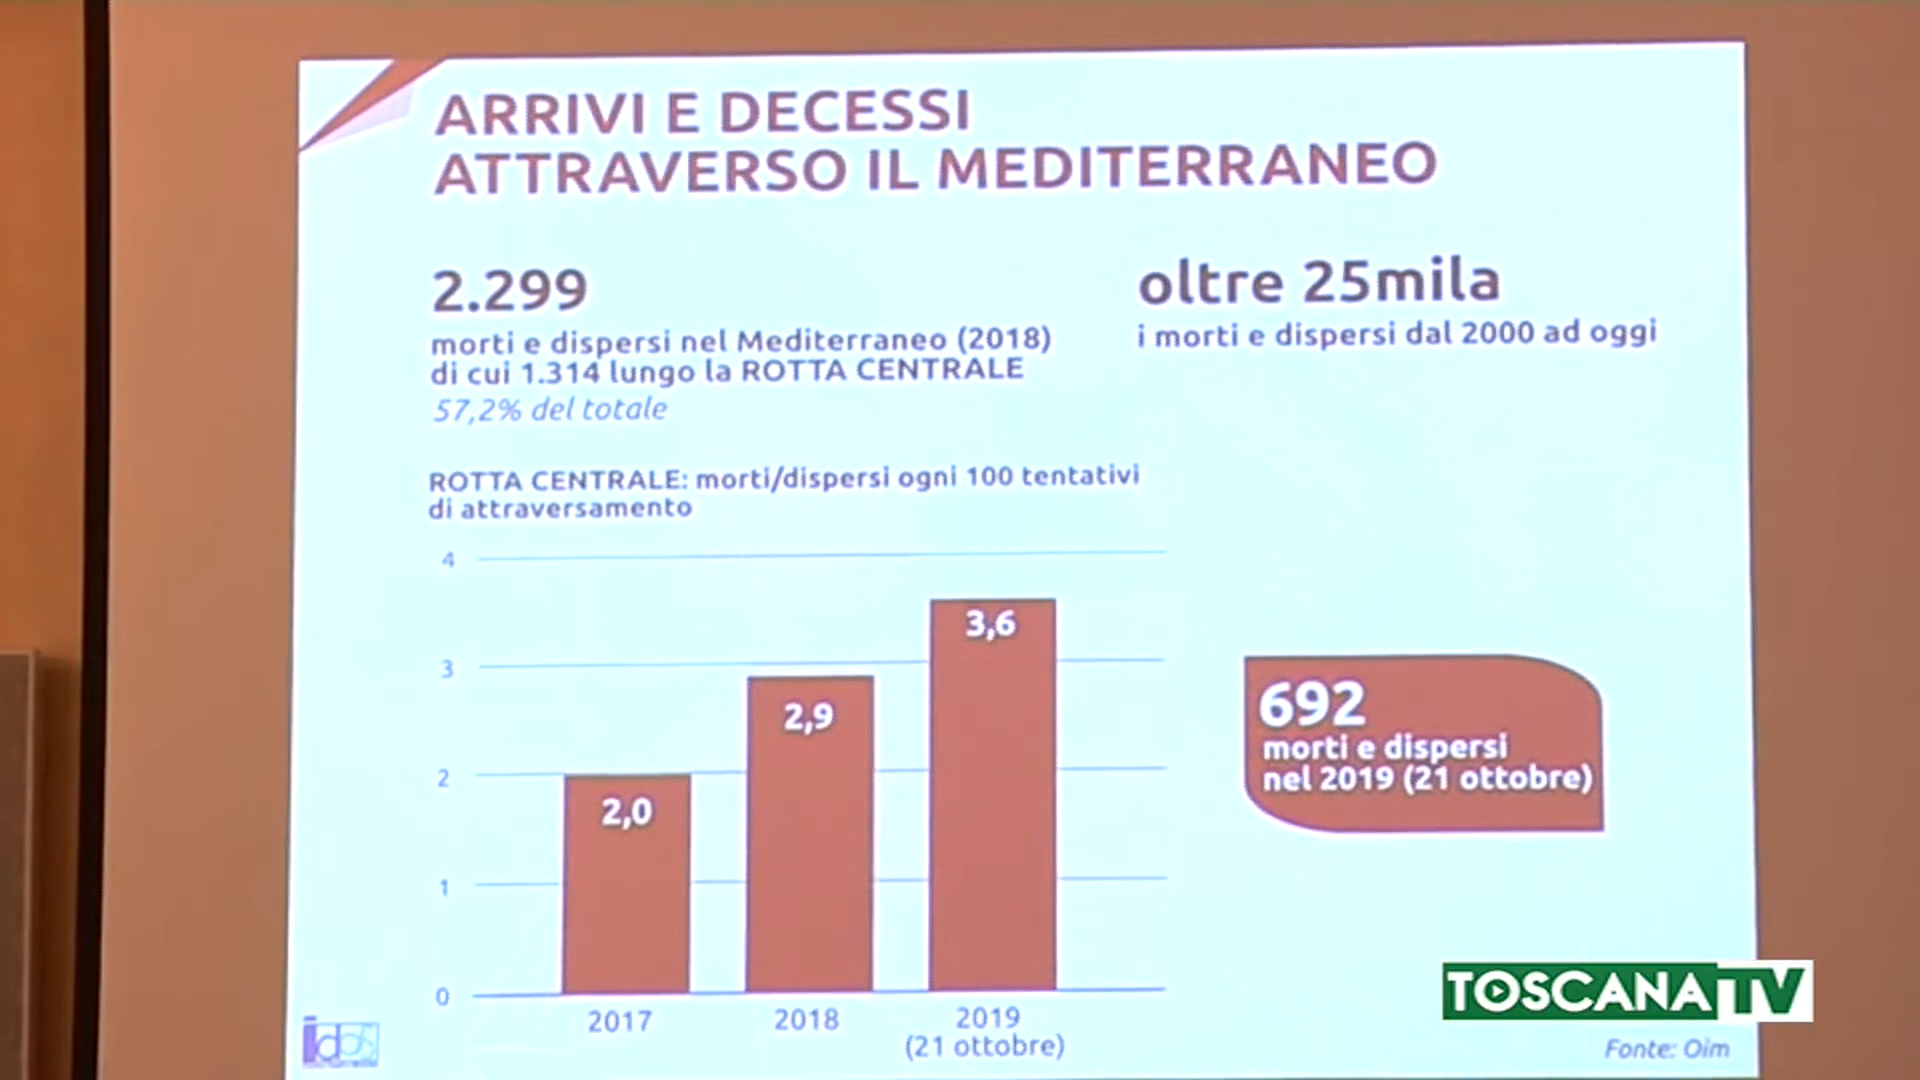 ARRIVI E DECESSI
ATTRAVERSO IL MEDITERRANEO
2.299
morti e dispersi nel Mediterraneo (2018)
di cui 1.314 lungo la ROTTA CENTRALE
57,2% del totale
oltre 25mila
i morti e dispersi dal 2000 ad oggi
ROTTA CENTRALE: morti/dispersi ogni 100 tentativi
di attraversamento
4
3
2
1
0
2,0
2,9
3,6
2017
2018
2019
(21 ottobre)
692
morti e dispersi
nel 2019 (21 ottobre)
idos
TOSCANA TV
Fonte: Oim